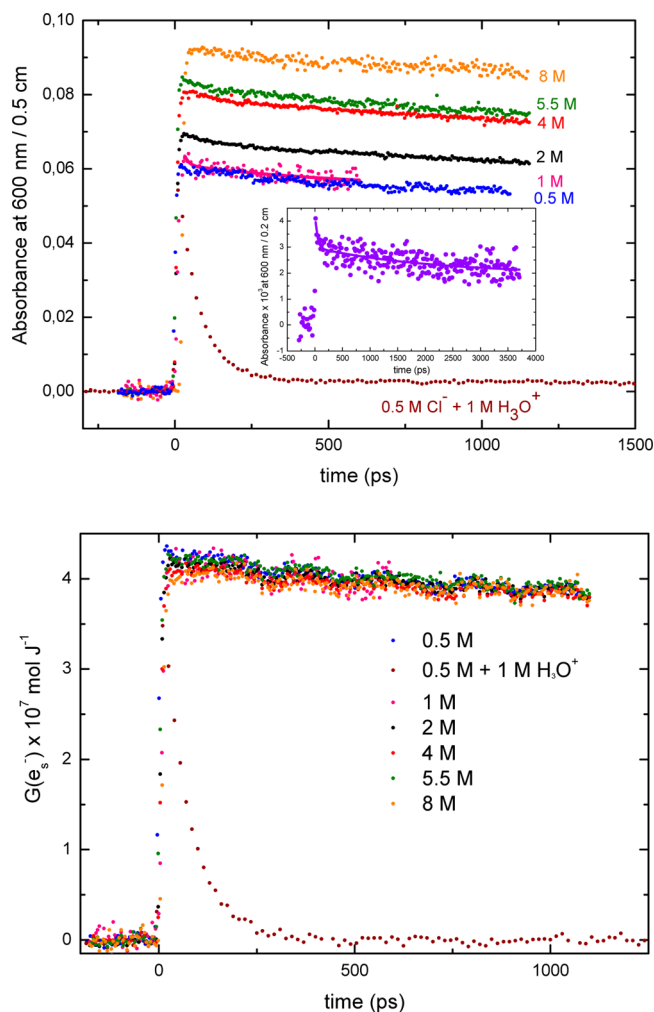 0,10
0,08
0,06
0,04
0,02
0,00
Absorbance at 600 nm / 0.5 cm
8 M
5.5 M
4 M
2 M
1 M
0.5 M
4
3
2
1
0
-1
Absorbance x 10³ at 600 nm / 0.2 cm
-500 0 500 1000 1500 2000 2500 3000 3500 4000
time (ps)
0.5 M Cl⁻ + 1 M H₃O⁺
0 500 1000 1500
time (ps)
4
3
2
1
0
G(eₛ⁻) x 10⁷ mol J⁻¹
0.5 M
0.5 M + 1 M H₃O⁺
1 M
2 M
4 M
5.5 M
8 M
0 500 1000
time (ps)